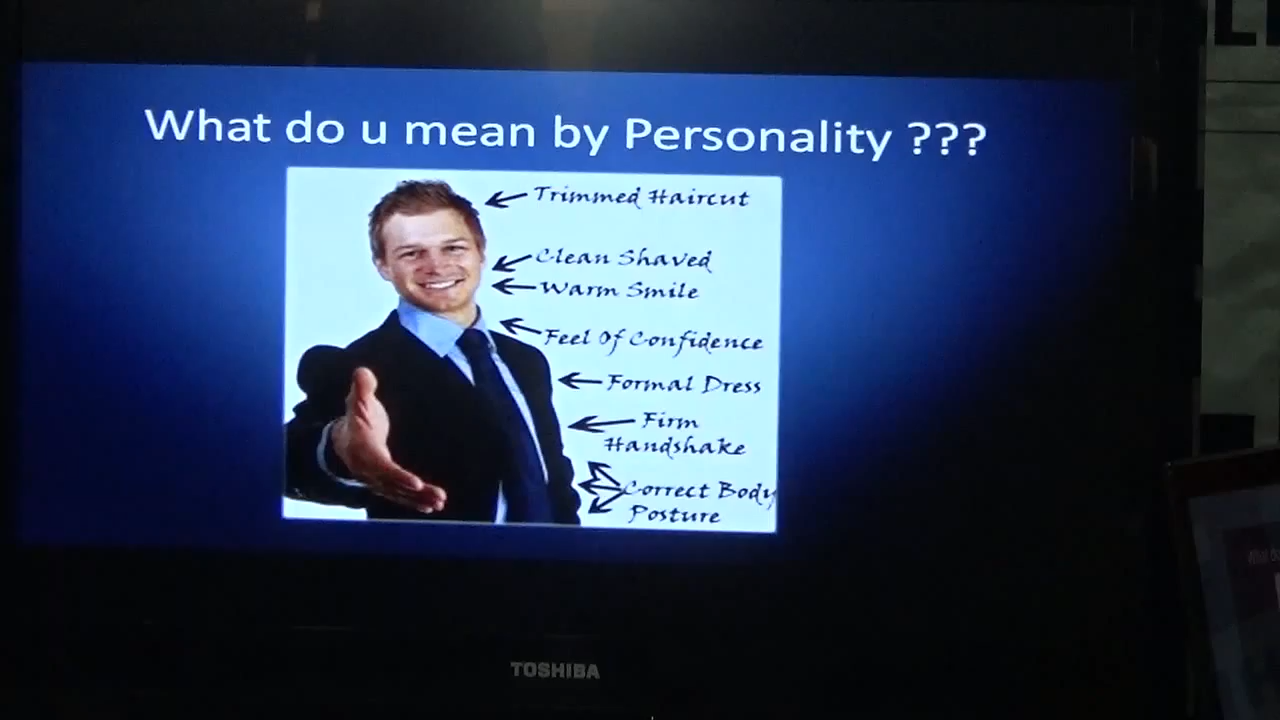 What do u mean by Personality ???
Trimmed Haircut
Clean Shaved
Warm Smile
Feel Of Confidence
Formal Dress
Firm
Handshake
Correct Body
Posture
TOSHIBA